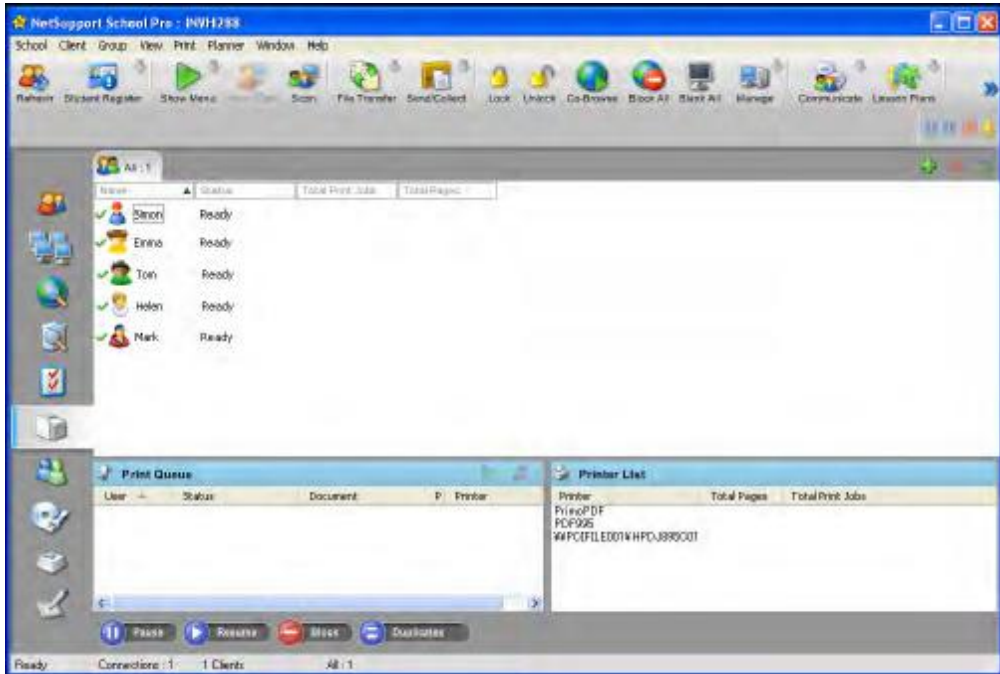 NetSupport School Pro : INVH288
School Client Group View Print Planner Window Help
Refresh Student Register Show Menu Scan File Transfer Send/Collect Lock Unlock Co-Browse Block All Blank All Manage Communicate Lesson Plans
All : 1
Name Status Total Print Jobs Total Pages
Simon Ready
Emma Ready
Tom Ready
Helen Ready
Mark Ready
Print Queue
User Status Document P Printer
Printer List
Printer Total Pages Total Print Jobs
PrimoPDF
PDF995
Pause Resume Block Duplicates
Ready Connections : 1 1 Clients All : 1